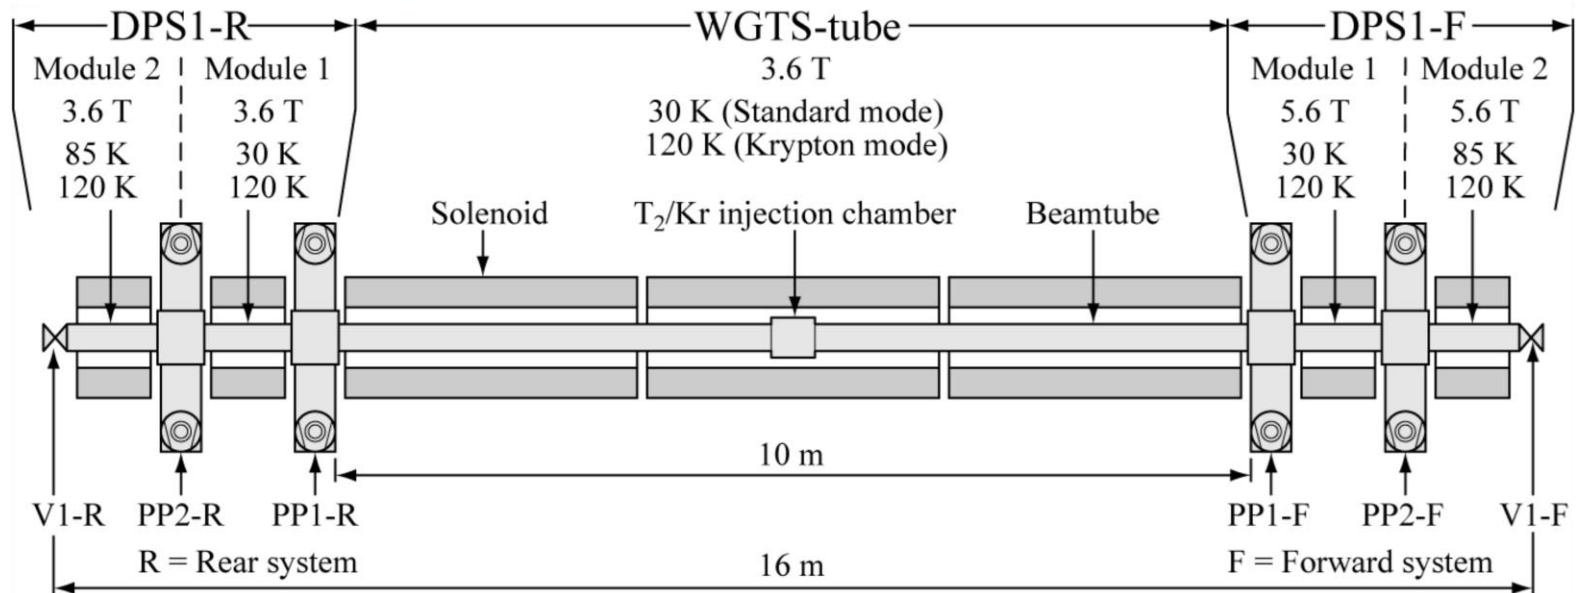 DPS1-R WGTS-tube DPS1-F
Module 2 Module 1 3.6 T Module 1 Module 2
3.6 T 3.6 T 30 K (Standard mode) 5.6 T 5.6 T
85 K 30 K 120 K (Krypton mode) 30 K 85 K
120 K 120 K 120 K 120 K
Solenoid T₂/Kr injection chamber Beamtube
10 m
V1-R PP2-R PP1-R PP1-F PP2-F V1-F
R = Rear system 16 m F = Forward system